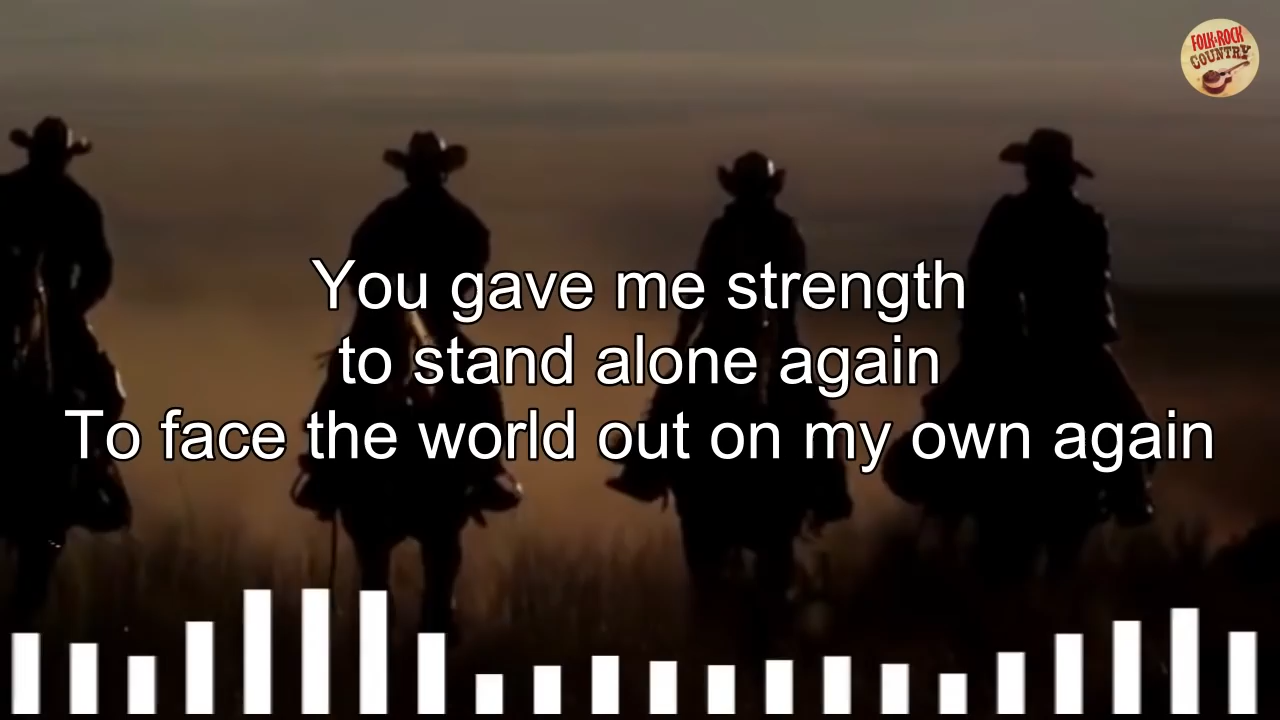 FOLK-ROCK
COUNTRY
You gave me strength
to stand alone again
To face the world out on my own again